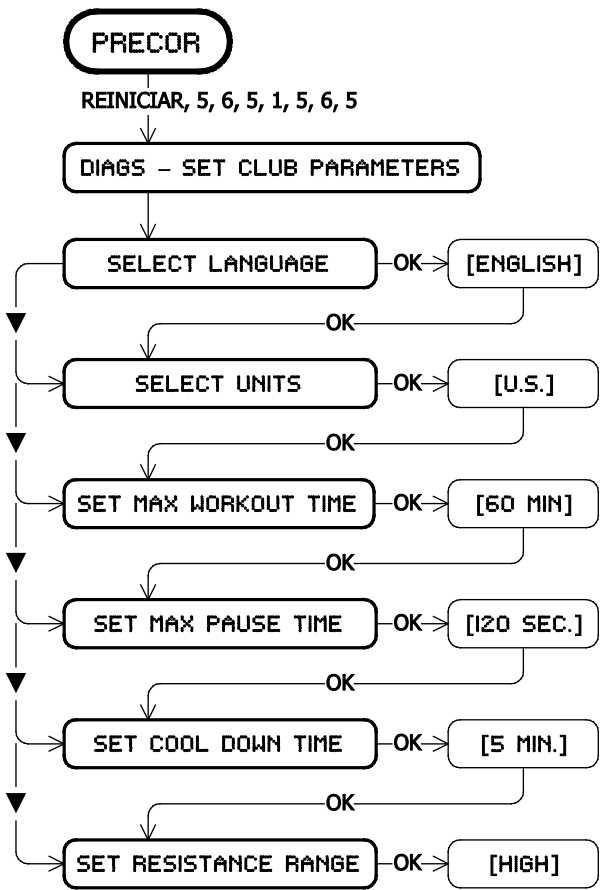 PRECOR
REINICIAR, 5, 6, 5, 1, 5, 6, 5
DIAGS – SET CLUB PARAMETERS
SELECT LANGUAGE OK [ENGLISH]
OK
SELECT UNITS OK [U.S.]
OK
SET MAX WORKOUT TIME OK [60 MIN]
OK
SET MAX PAUSE TIME OK [120 SEC.]
OK
SET COOL DOWN TIME OK [5 MIN.]
OK
SET RESISTANCE RANGE OK [HIGH]